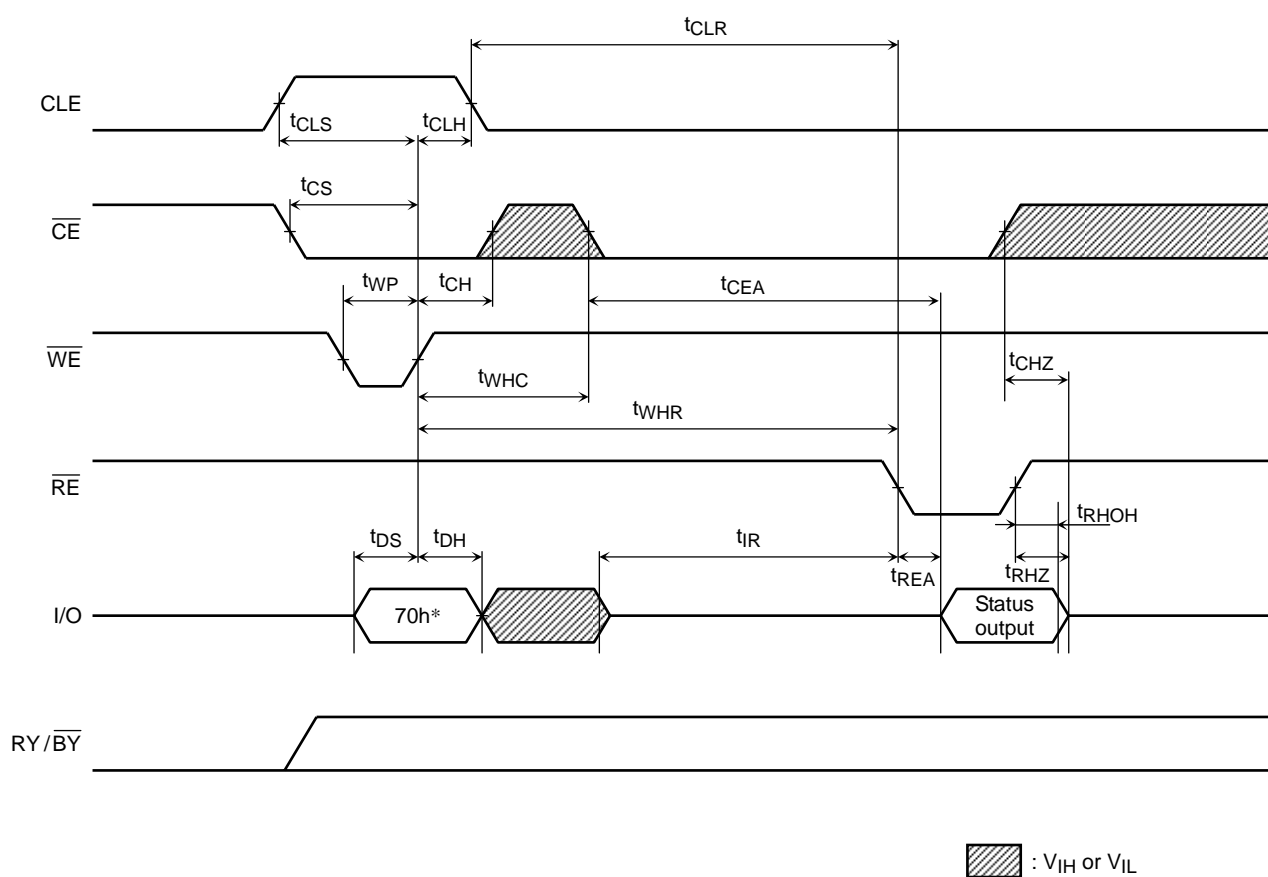 tCLR
CLE
tCLS tCLH
tCS
CE
tWP tCH tCEA
WE
tCHZ
tWHC
tWHR
RE
tRHOH
tDS tDH tIR
tREA tRHZ
I/O 70h* Status output
RY/BY
: VIH or VIL